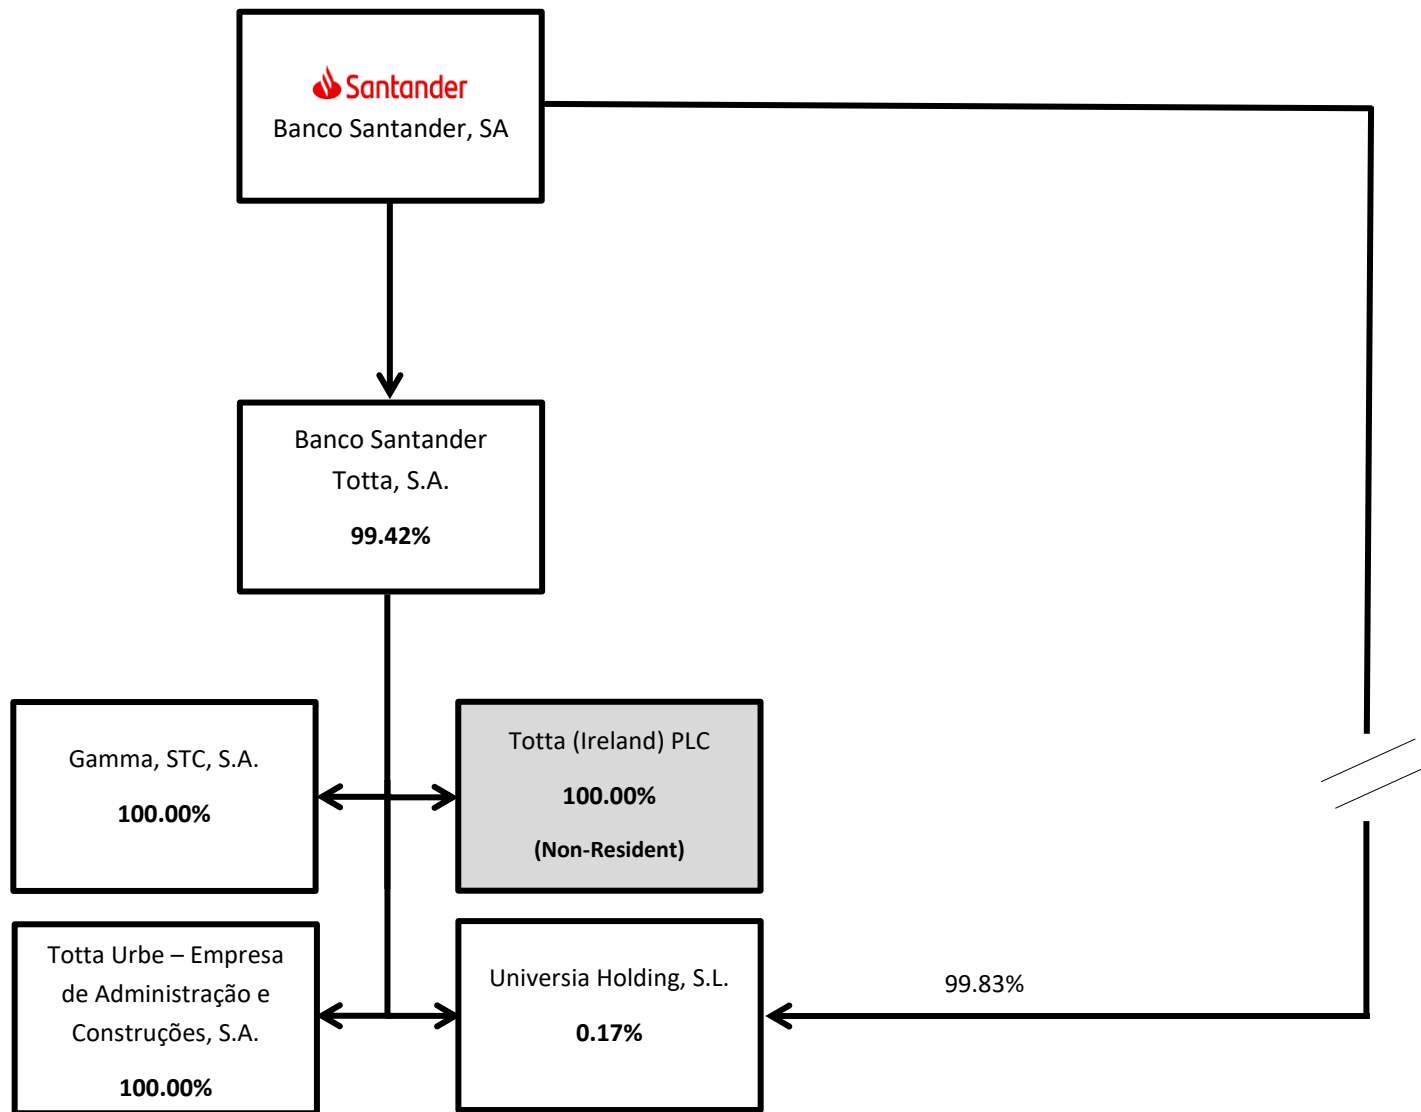 Santander
Banco Santander, SA
Banco Santander
Totta, S.A.
99.42%
Gamma, STC, S.A.
100.00%
Totta (Ireland) PLC
100.00%
(Non-Resident)
Totta Urbe – Empresa
de Administração e
Construções, S.A.
100.00%
Universia Holding, S.L.
0.17%
99.83%